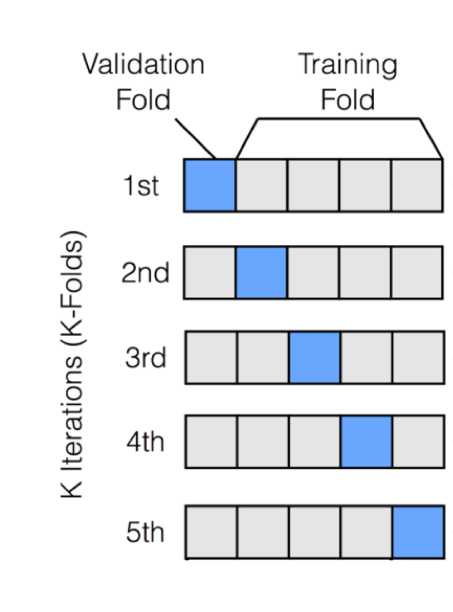 Validation
Fold
Training
Fold
1st
2nd
3rd
4th
5th
K Iterations (K-Folds)